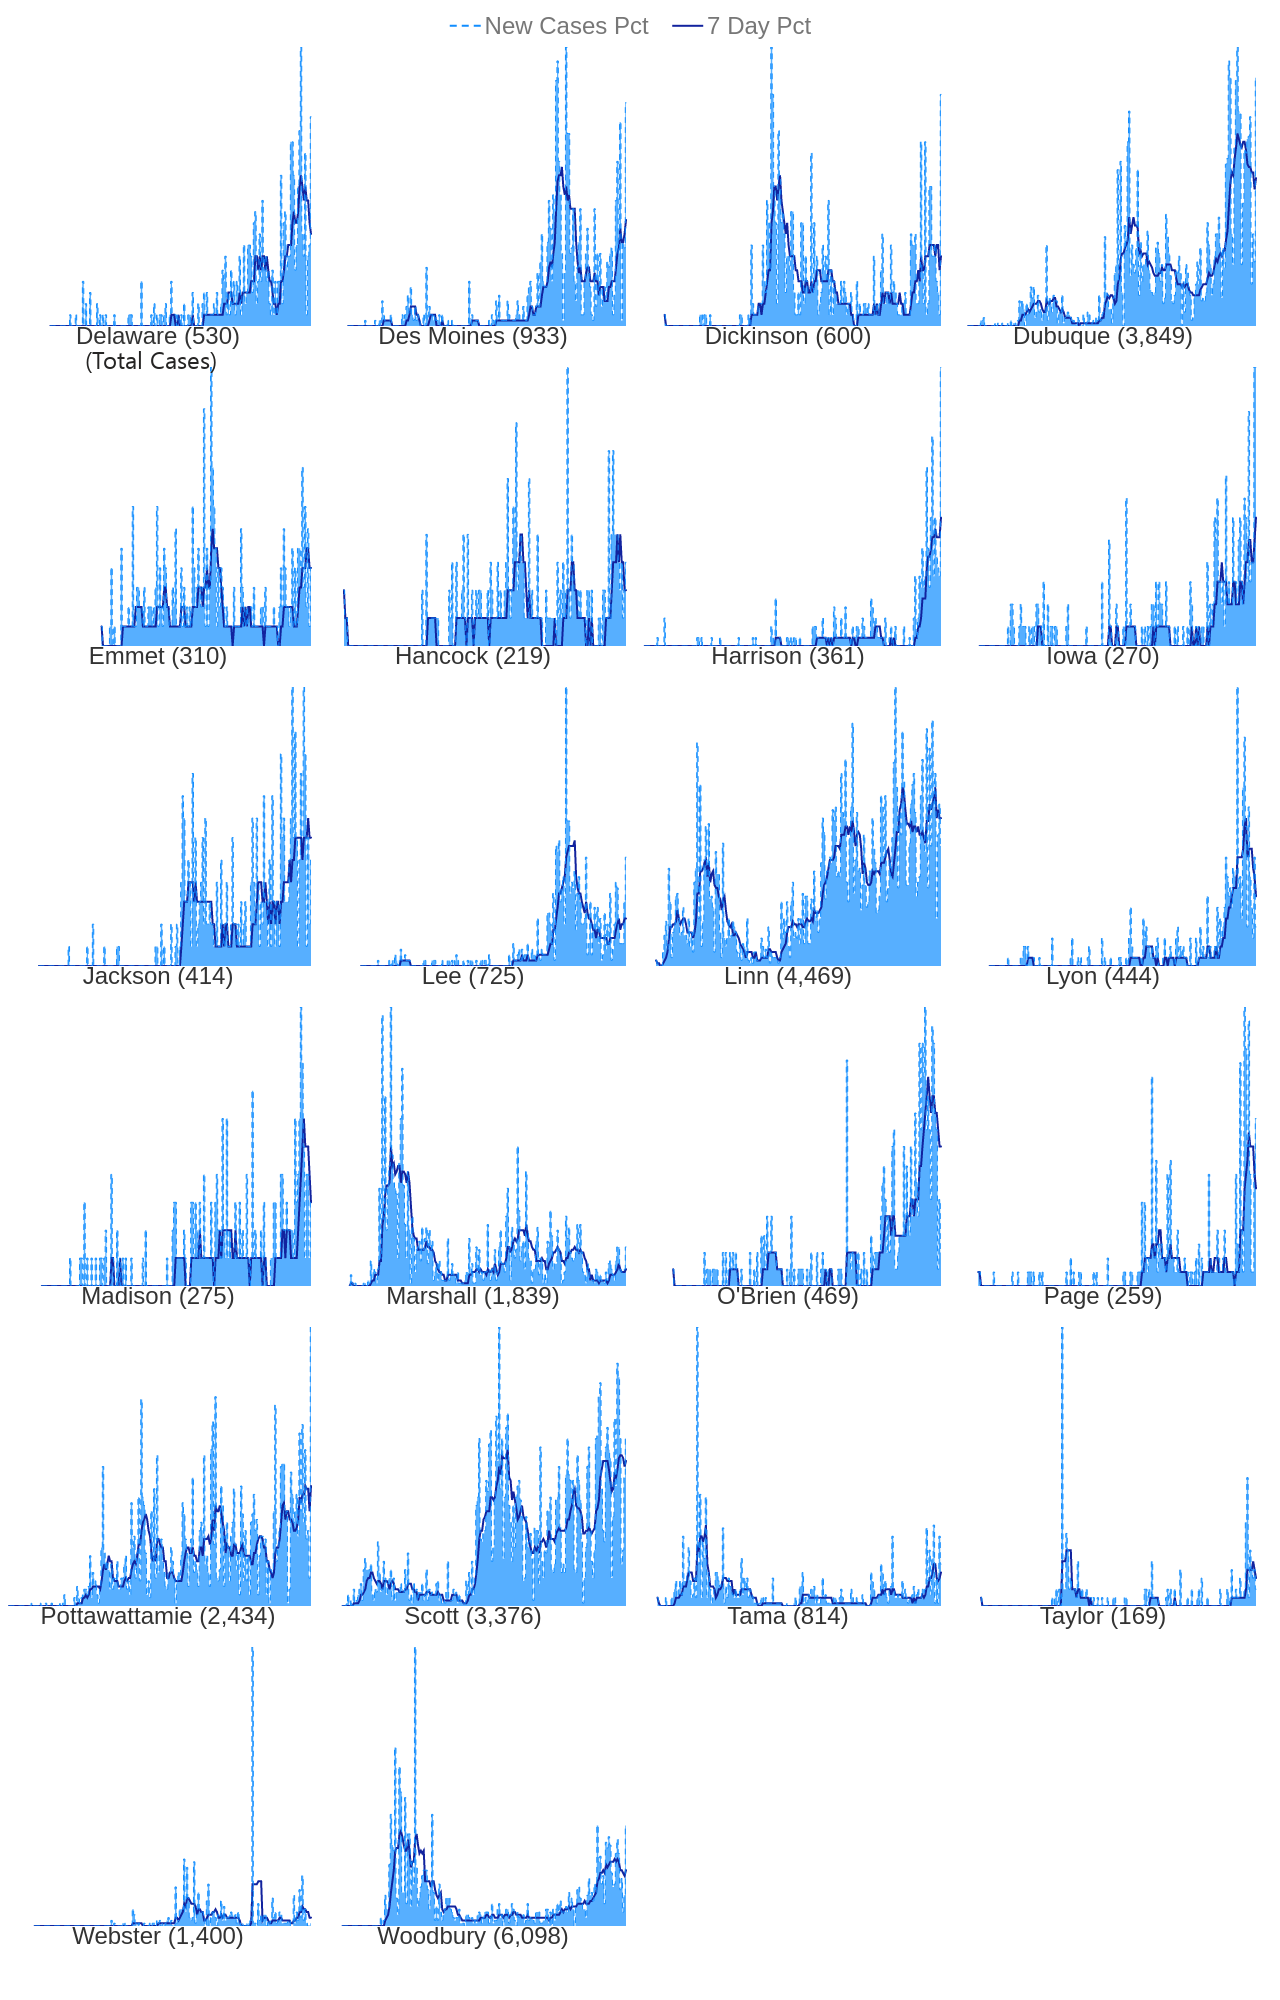 New Cases Pct 7 Day Pct
Delaware (530) Des Moines (933) Dickinson (600) Dubuque (3,849)
(Total Cases)
Emmet (310) Hancock (219) Harrison (361) Iowa (270)
Jackson (414) Lee (725) Linn (4,469) Lyon (444)
Madison (275) Marshall (1,839) O'Brien (469) Page (259)
Pottawattamie (2,434) Scott (3,376) Tama (814) Taylor (169)
Webster (1,400) Woodbury (6,098)